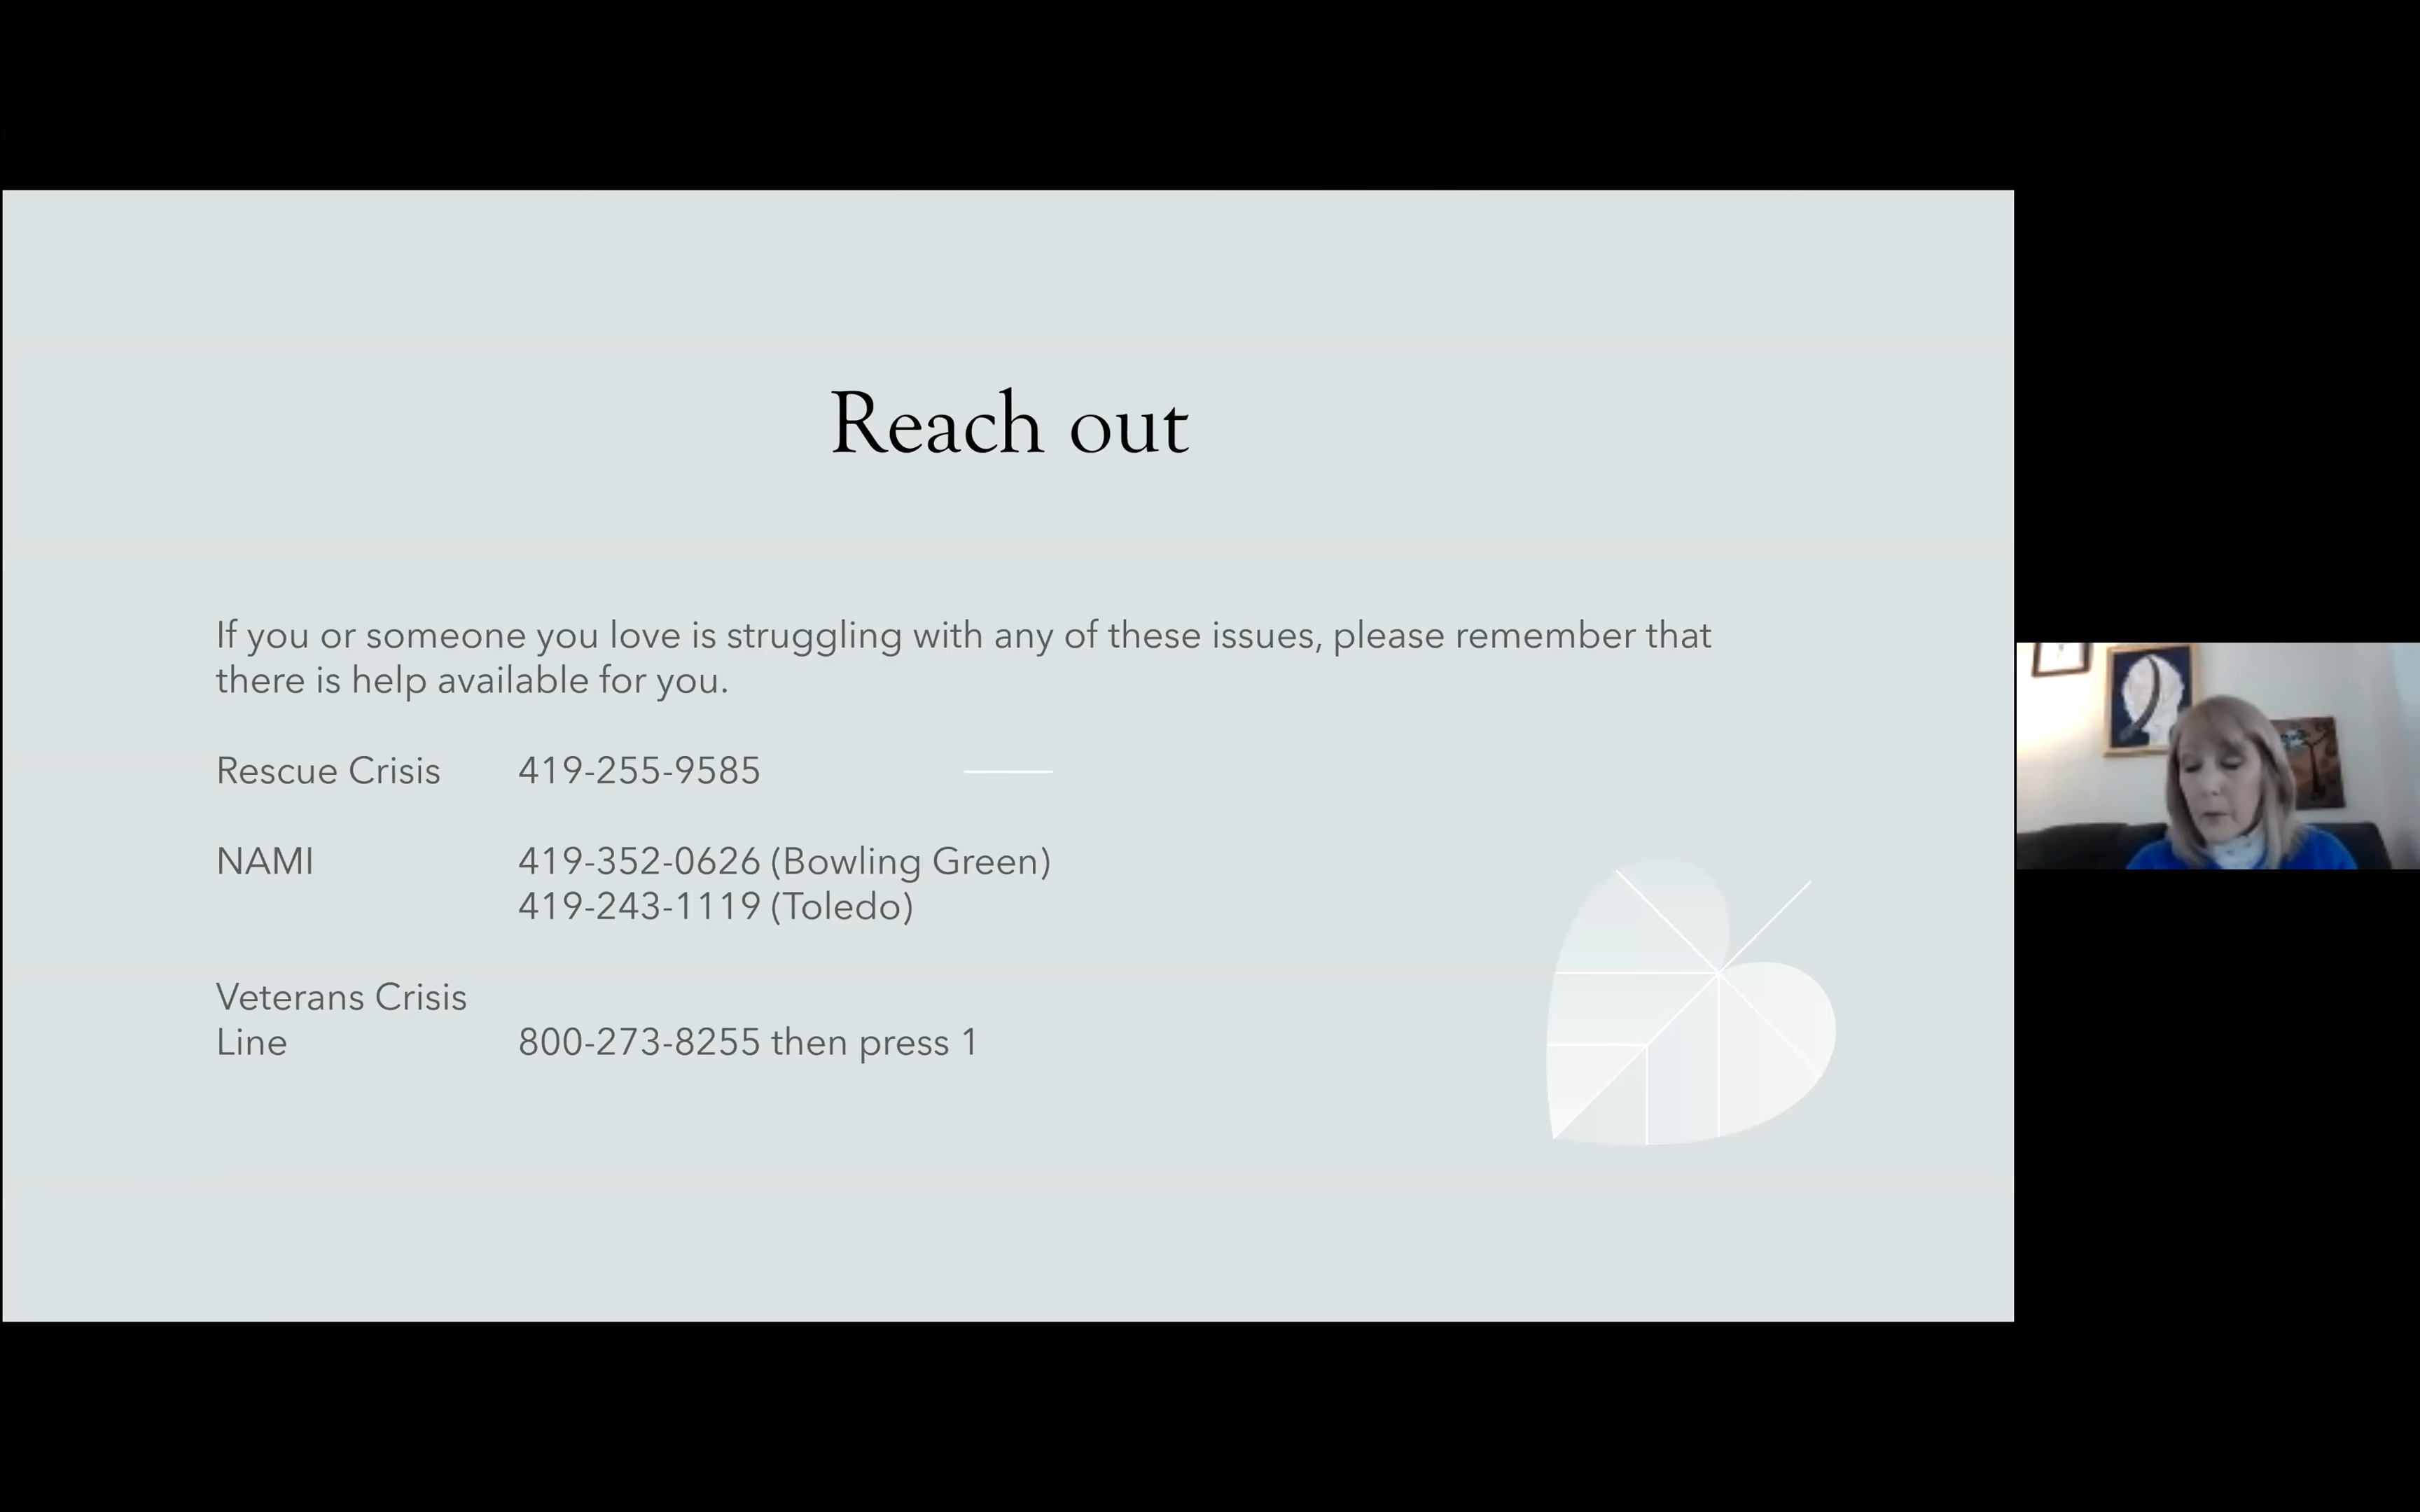 Reach out
If you or someone you love is struggling with any of these issues, please remember that
there is help available for you.
Rescue Crisis 419-255-9585
NAMI 419-352-0626 (Bowling Green)
419-243-1119 (Toledo)
Veterans Crisis
Line 800-273-8255 then press 1